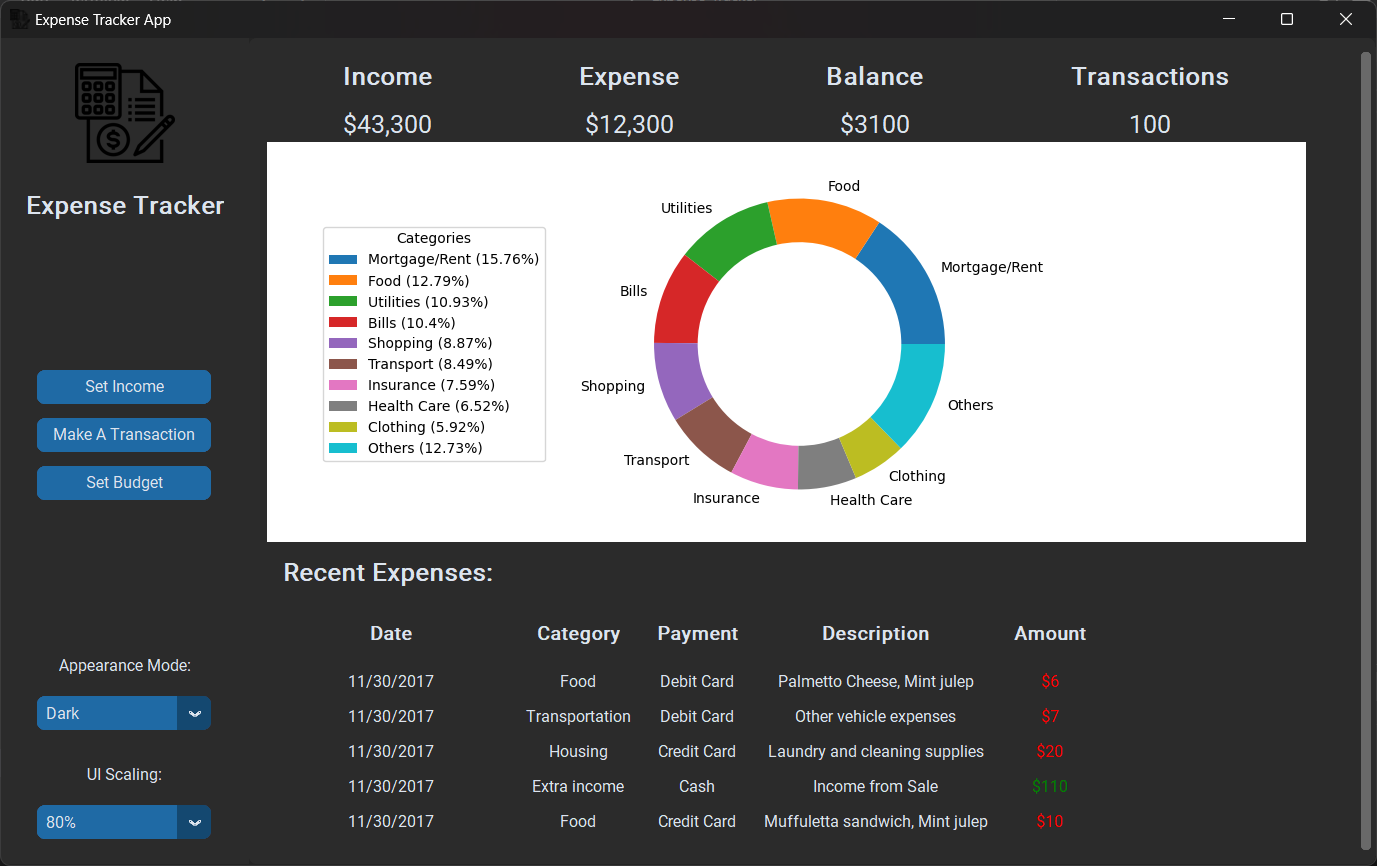 Expense Tracker App
Income Expense Balance Transactions
$43,300 $12,300 $3100 100
Expense Tracker
Set Income
Make A Transaction
Set Budget
Appearance Mode:
Dark
UI Scaling:
80%
Categories
Mortgage/Rent (15.76%)
Food (12.79%)
Utilities (10.93%)
Bills (10.4%)
Shopping (8.87%)
Transport (8.49%)
Insurance (7.59%)
Health Care (6.52%)
Clothing (5.92%)
Others (12.73%)
Food
Utilities
Mortgage/Rent
Bills
Shopping
Others
Transport
Clothing
Insurance
Health Care
Recent Expenses:
Date Category Payment Description Amount
11/30/2017 Food Debit Card Palmetto Cheese, Mint julep $6
11/30/2017 Transportation Debit Card Other vehicle expenses $7
11/30/2017 Housing Credit Card Laundry and cleaning supplies $20
11/30/2017 Extra income Cash Income from Sale $110
11/30/2017 Food Credit Card Muffuletta sandwich, Mint julep $10